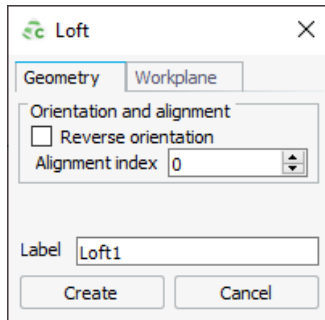 Loft
Geometry Workplane
Orientation and alignment
Reverse orientation
Alignment index 0
Label Loft1
Create Cancel